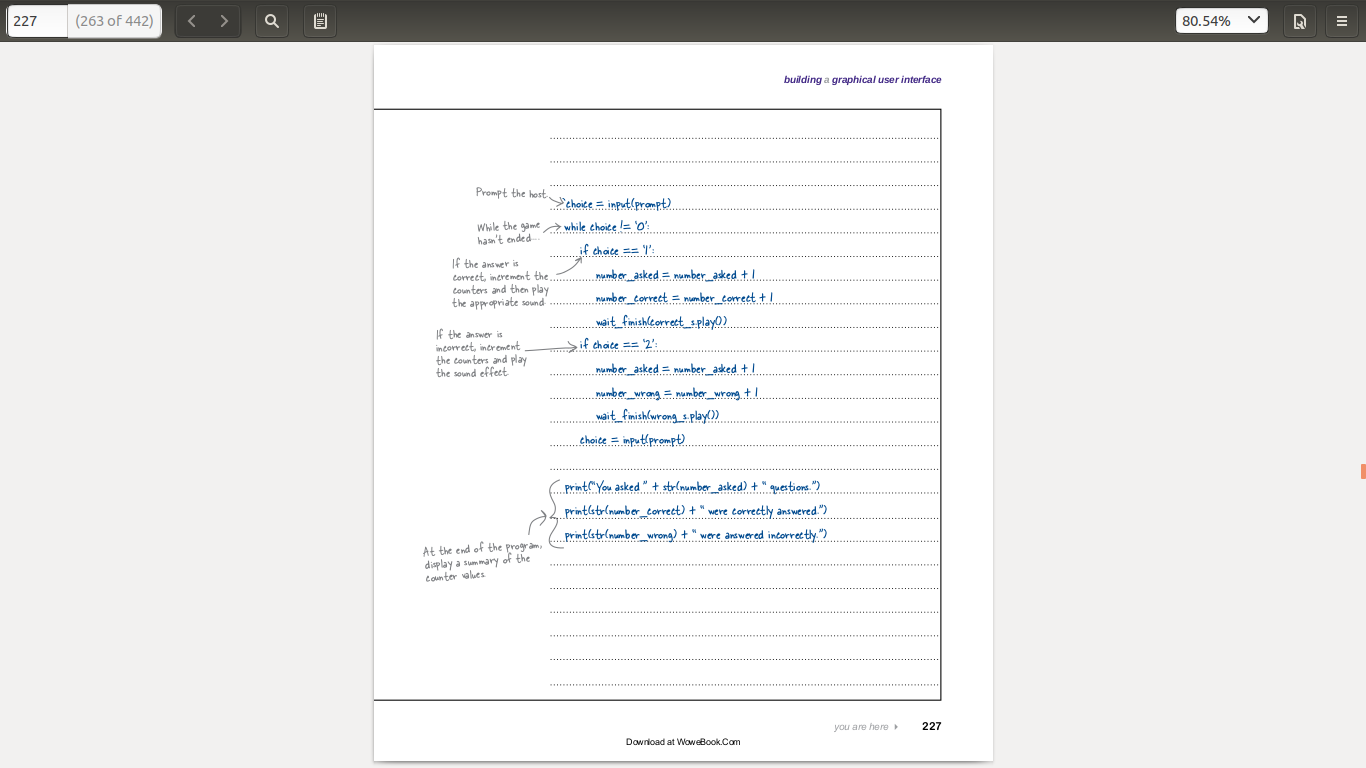 227 (263 of 442) 80.54%
building a graphical user interface
Prompt the host.
choice = input(prompt)
While the game
hasn't ended...
while choice != '0':
if choice == '1':
If the answer is
correct, increment the
counters and then play
the appropriate sound.
number_asked = number_asked + 1
number_correct = number_correct + 1
wait_finish(correct_s.play())
If the answer is
incorrect, increment
the counters and play
the sound effect.
if choice == '2':
number_asked = number_asked + 1
number_wrong = number_wrong + 1
wait_finish(wrong_s.play())
choice = input(prompt)
print("You asked " + str(number_asked) + " questions.")
print(str(number_correct) + " were correctly answered.")
print(str(number_wrong) + " were answered incorrectly.")
At the end of the program,
display a summary of the
counter values.
you are here 227
Download at WoweBook.Com